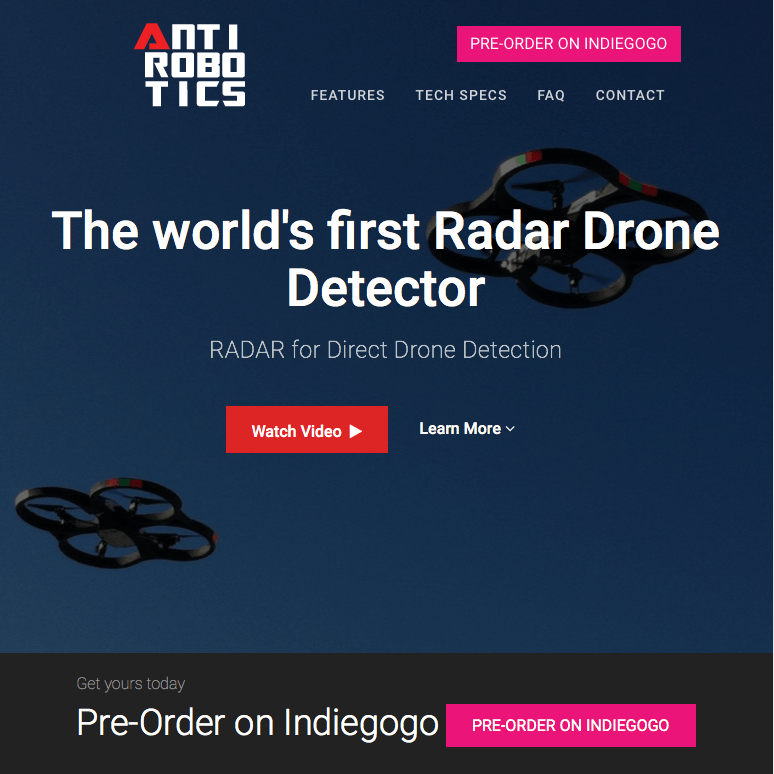 ANTI
ROBO
TICS
PRE-ORDER ON INDIEGOGO
FEATURES TECH SPECS FAQ CONTACT
The world's first Radar Drone
Detector
RADAR for Direct Drone Detection
Watch Video Learn More
Get yours today
Pre-Order on Indiegogo PRE-ORDER ON INDIEGOGO